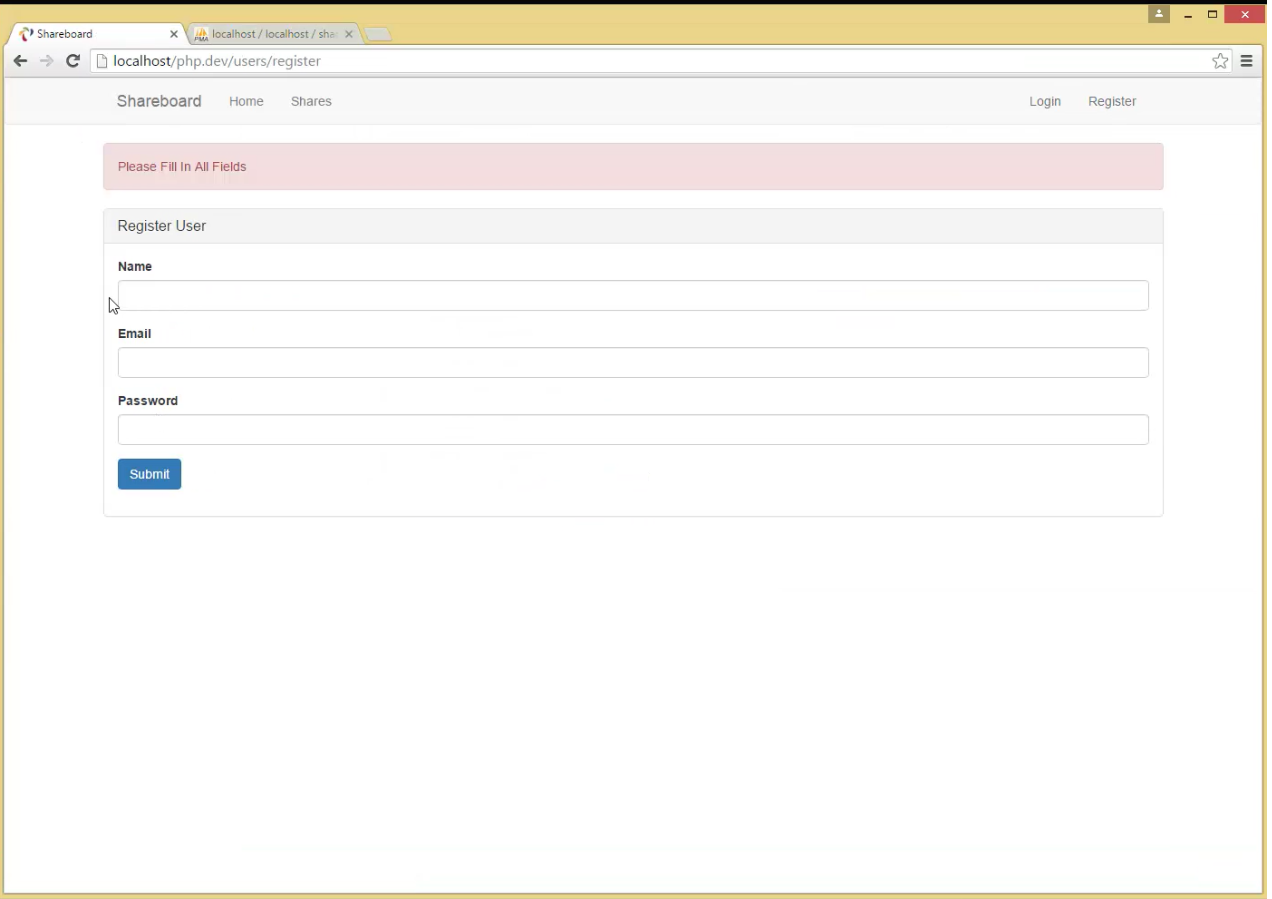 Shareboard
localhost / localhost / sha
localhost/php.dev/users/register
Shareboard Home Shares Login Register
Please Fill In All Fields
Register User
Name
Email
Password
Submit